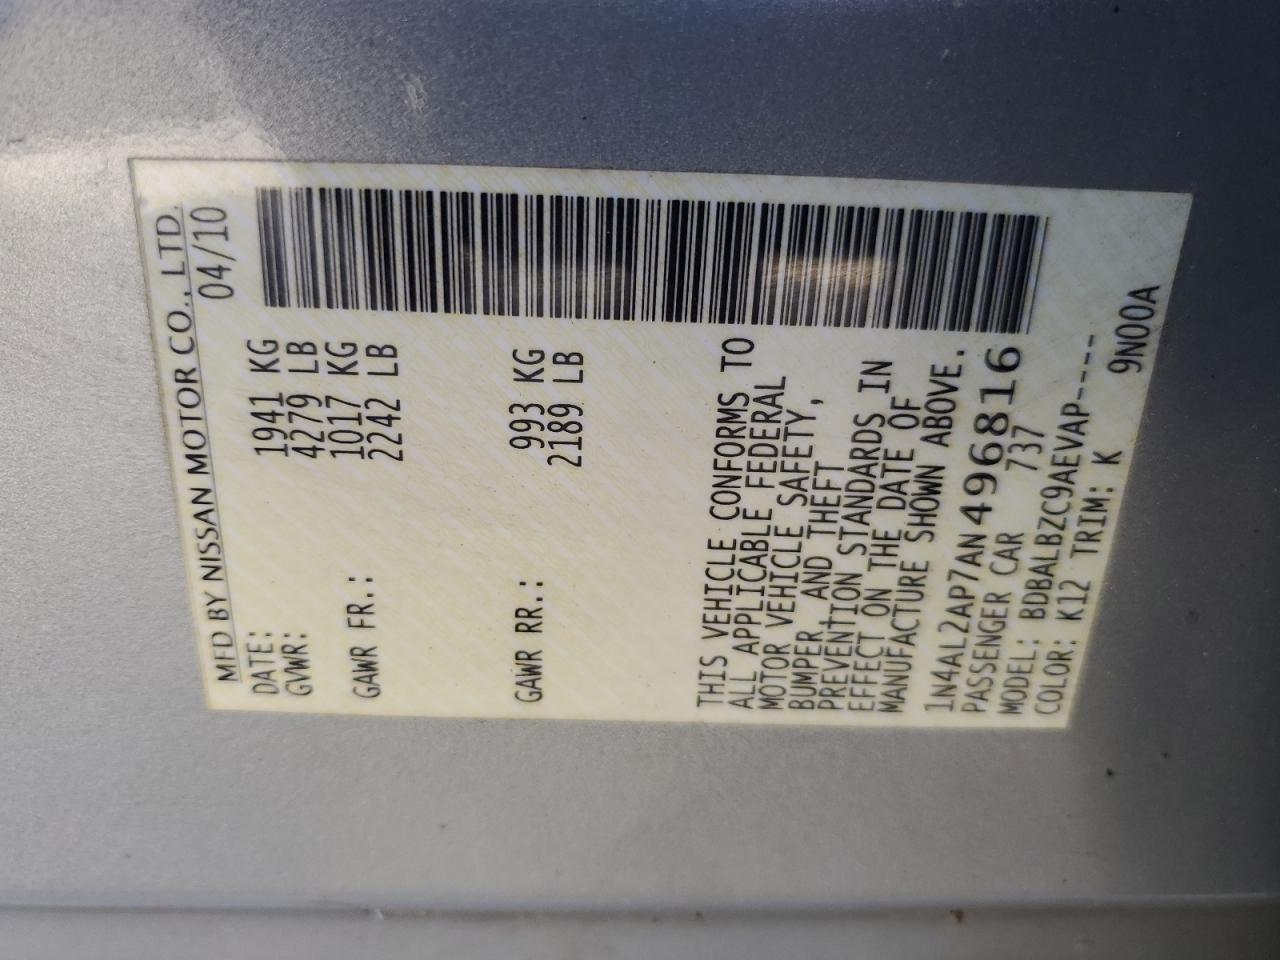 MFD BY NISSAN MOTOR CO., LTD.
DATE: 04/10
GVWR: 1941 KG
4279 LB
GAWR FR.: 1017 KG
2242 LB
GAWR RR.: 993 KG
2189 LB
THIS VEHICLE CONFORMS TO
ALL APPLICABLE FEDERAL
MOTOR VEHICLE SAFETY,
BUMPER, AND THEFT
PREVENTION STANDARDS IN
EFFECT ON THE DATE OF
MANUFACTURE SHOWN ABOVE.
1N4AL2AP7AN496816
PASSENGER CAR 737
MODEL: BDBALBZC9AEVAP----
COLOR: K12 TRIM: K 9N00A